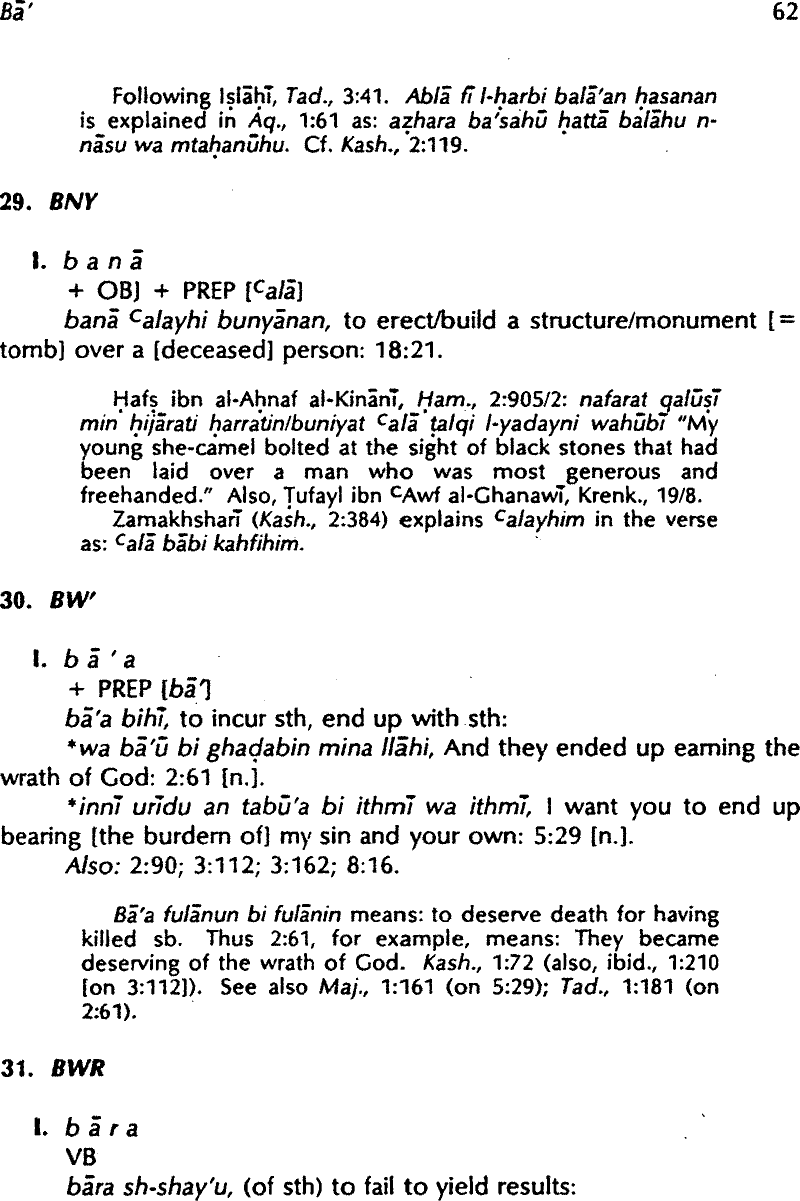 Bā' 62
Following Iṣlāḥī, Tad., 3:41. Ablā fī l-ḥarbi balā'an ḥasanan
is explained in Aq., 1:61 as: aẓhara ba'sahū ḥattā balāhu n-
nāsu wa mtaḥanūhu. Cf. Kash., 2:119.
29. BNY
I. b a n ā
+ OBJ + PREP [ᶜalā]
banā ᶜalayhi bunyānan, to erect/build a structure/monument [=
tomb] over a [deceased] person: 18:21.
Ḥafṣ ibn al-Aḥnaf al-Kinānī, Ḥam., 2:905/2: nafarat qalūṣī
min ḥijārati ḥarratin/buniyat ᶜalā ṭalqi l-yadayni wahūbī "My
young she-camel bolted at the sight of black stones that had
been laid over a man who was most generous and
freehanded." Also, Ṭufayl ibn ᶜAwf al-Ghanawī, Krenk., 19/8.
Zamakhsharī (Kash., 2:384) explains ᶜalayhim in the verse
as: ᶜalā bābi kahfihim.
30. BW'
I. b ā ' a
+ PREP [bā']
bā'a bihī, to incur sth, end up with sth:
*wa bā'ū bi ghaḍabin mina llāhi, And they ended up earning the
wrath of God: 2:61 [n.].
*innī urīdu an tabū'a bi ithmī wa ithmī, I want you to end up
bearing [the burdern of] my sin and your own: 5:29 [n.].
Also: 2:90; 3:112; 3:162; 8:16.
Bā'a fulānun bi fulānin means: to deserve death for having
killed sb. Thus 2:61, for example, means: They became
deserving of the wrath of God. Kash., 1:72 (also, ibid., 1:210
[on 3:112]). See also Maj., 1:161 (on 5:29); Tad., 1:181 (on
2:61).
31. BWR
I. b ā r a
VB
bāra sh-shay'u, (of sth) to fail to yield results: